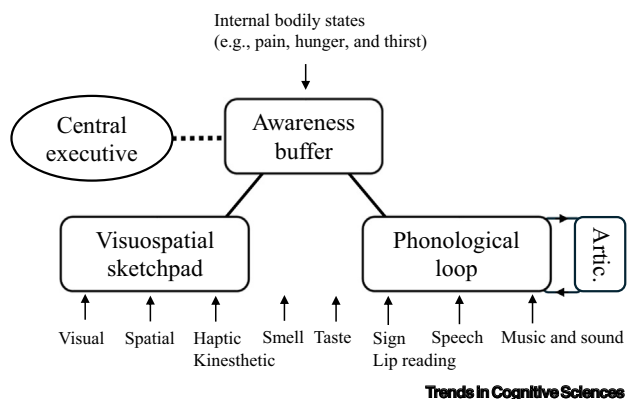 Internal bodily states
(e.g., pain, hunger, and thirst)
Central
executive
Awareness
buffer
Visuospatial
sketchpad
Phonological
loop
Artic.
Visual
Spatial
Haptic
Kinesthetic
Smell
Taste
Sign
Lip reading
Speech
Music and sound
Trends in Cognitive Sciences